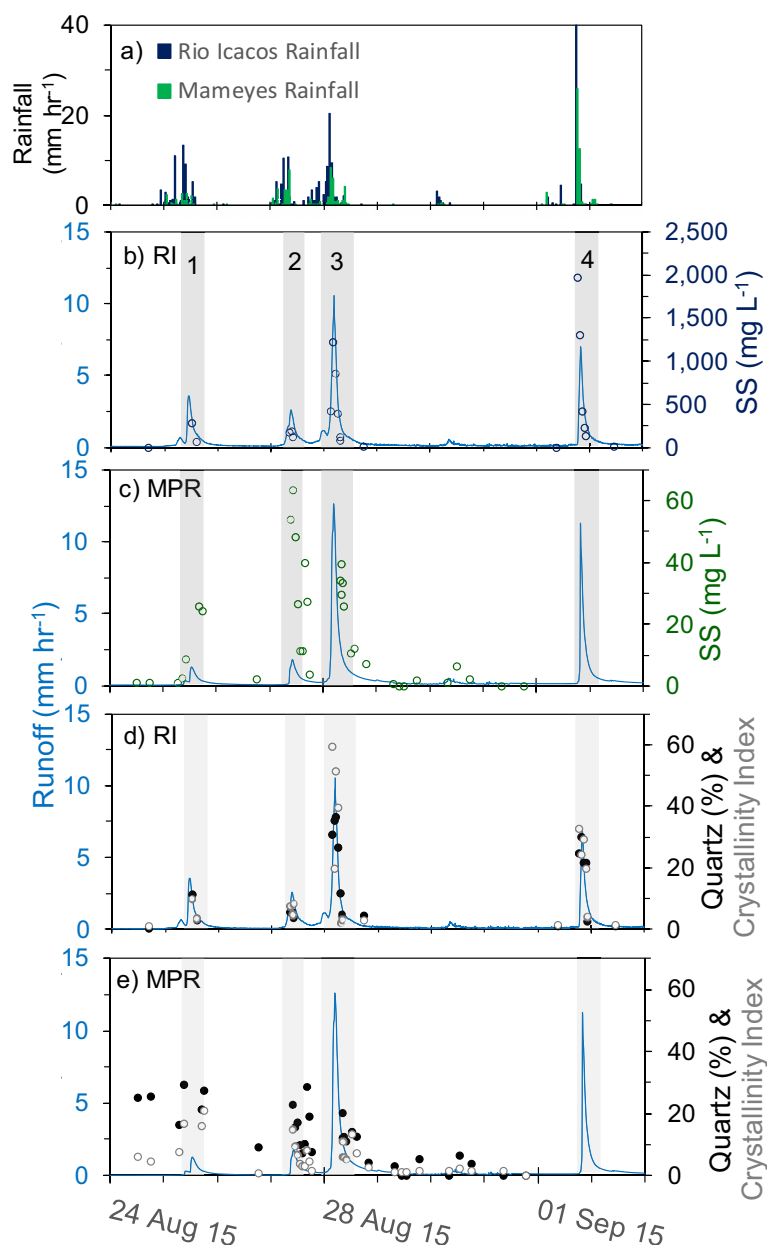 a)
Rio Icacos Rainfall
Mameyes Rainfall
Rainfall
(mm hr-1)
40
20
0
b) RI
1
2
3
4
15
10
5
0
2,500
2,000
1,500
1,000
500
0
SS (mg L-1)
c) MPR
15
10
5
0
60
40
20
0
SS (mg L-1)
Runoff (mm hr-1)
d) RI
15
10
5
0
60
40
20
0
Quartz (%) &
Crystallinity Index
e) MPR
15
10
5
0
60
40
20
0
Quartz (%) &
Crystallinity Index
24 Aug 15
28 Aug 15
01 Sep 15